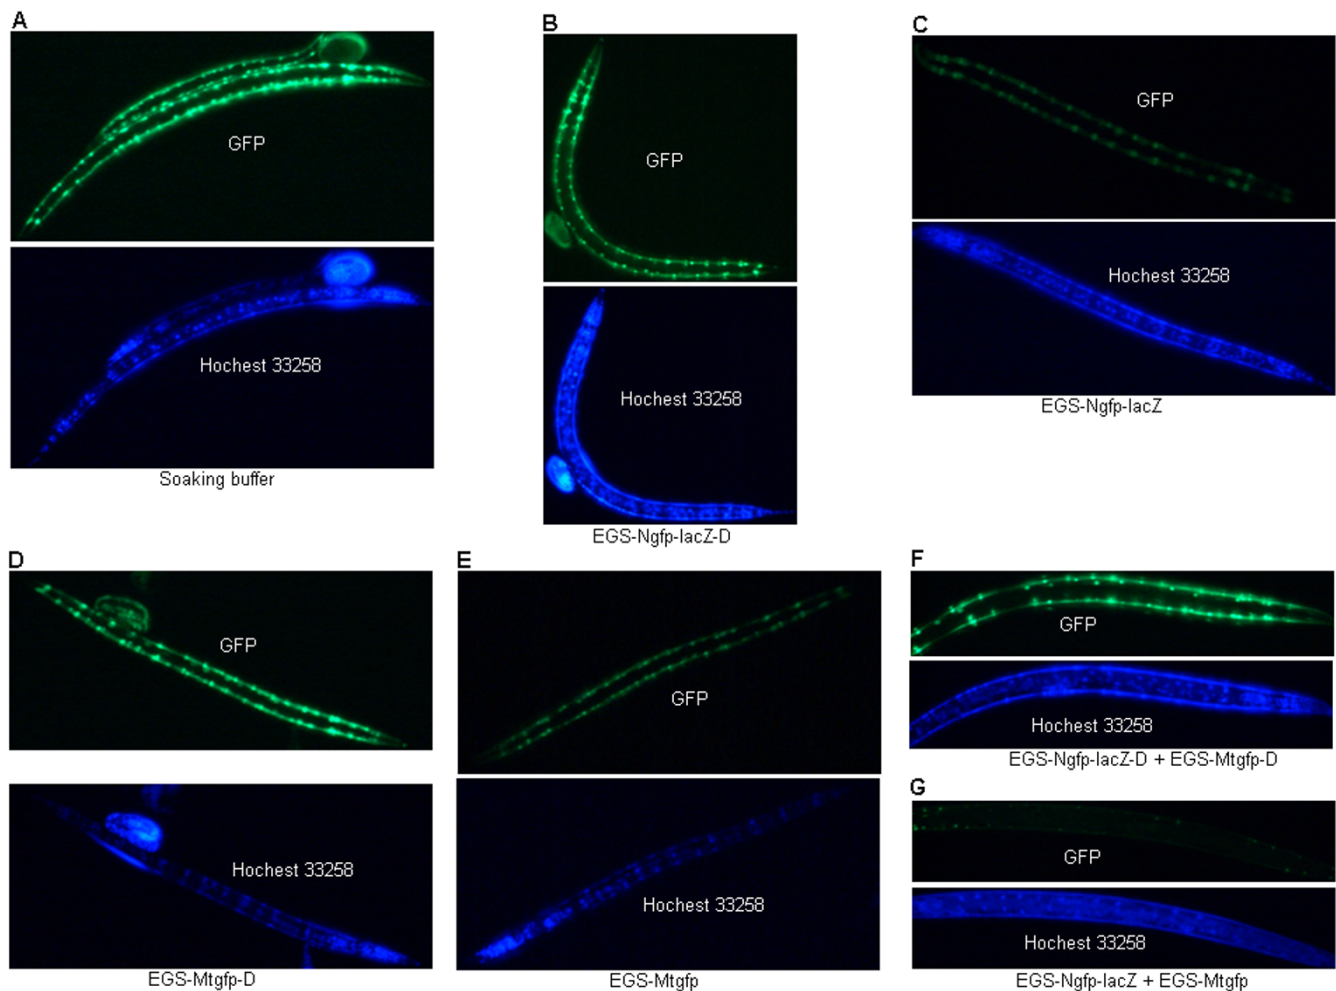 A
GFP
Hochest 33258
Soaking buffer
B
GFP
Hochest 33258
EGS-Ngfp-lacZ-D
C
GFP
Hochest 33258
EGS-Ngfp-lacZ
D
GFP
Hochest 33258
EGS-Mtgfp-D
E
GFP
Hochest 33258
EGS-Mtgfp
F
GFP
Hochest 33258
EGS-Ngfp-lacZ-D + EGS-Mtgfp-D
G
GFP
Hochest 33258
EGS-Ngfp-lacZ + EGS-Mtgfp